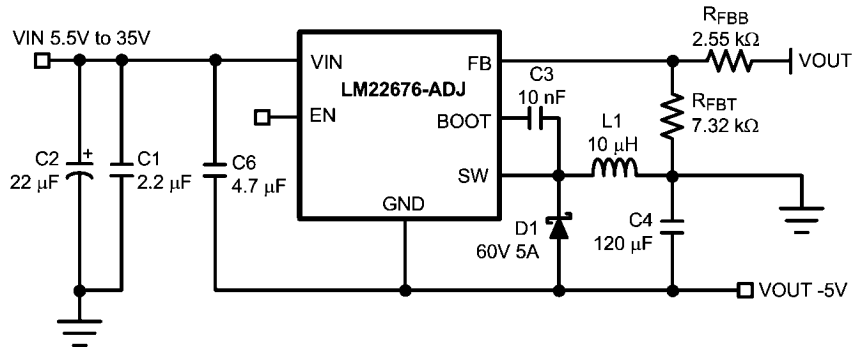 VIN 5.5V to 35V
VIN
FB
LM22676-ADJ
EN
BOOT
SW
GND
C3
10 nF
RFBB
2.55 kΩ
VOUT
RFBT
7.32 kΩ
L1
10 μH
C2
+
22 μF
C1
2.2 μF
C6
4.7 μF
D1
60V 5A
C4
120 μF
VOUT -5V